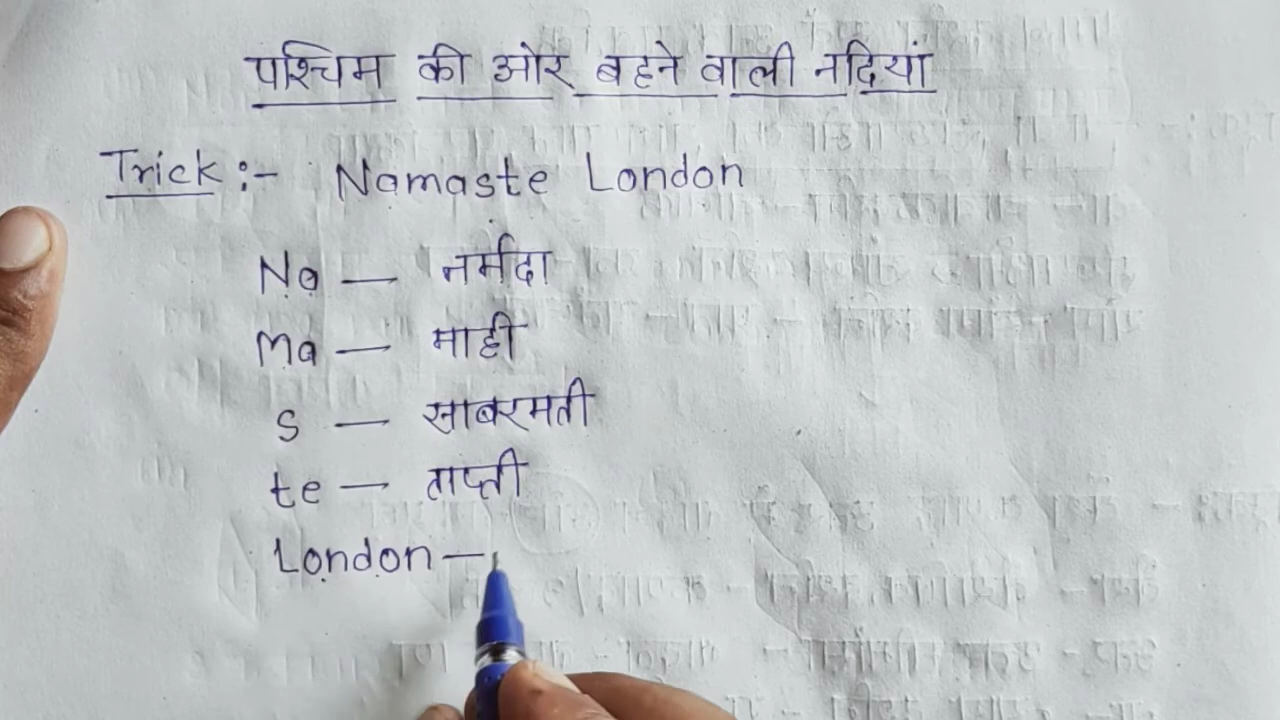 पश्चिम की ओर बहने वाली नदियां
Trick :- Namaste London
Na — नर्मदा
Ma — माही
S — साबरमती
te — ताप्ती
London —